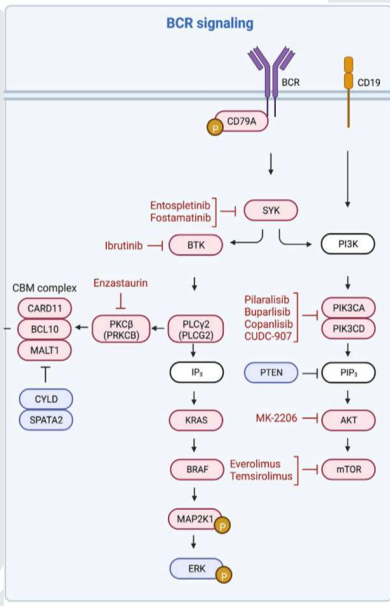 BCR signaling
BCR
CD19
CD79A
P
Entospletinib
Fostamatinib
SYK
Ibrutinib
BTK
PI3K
CBM complex
Enzastaurin
CARD11
BCL10
MALT1
PKCβ
(PRKCB)
PLCγ2
(PLCG2)
Pilaralisib
Buparlisib
Copanlisib
CUDC-907
PIK3CA
PIK3CD
IP₃
PTEN
PIP₃
CYLD
SPATA2
KRAS
MK-2206
AKT
BRAF
Everolimus
Temsirolimus
mTOR
MAP2K1
P
ERK
P